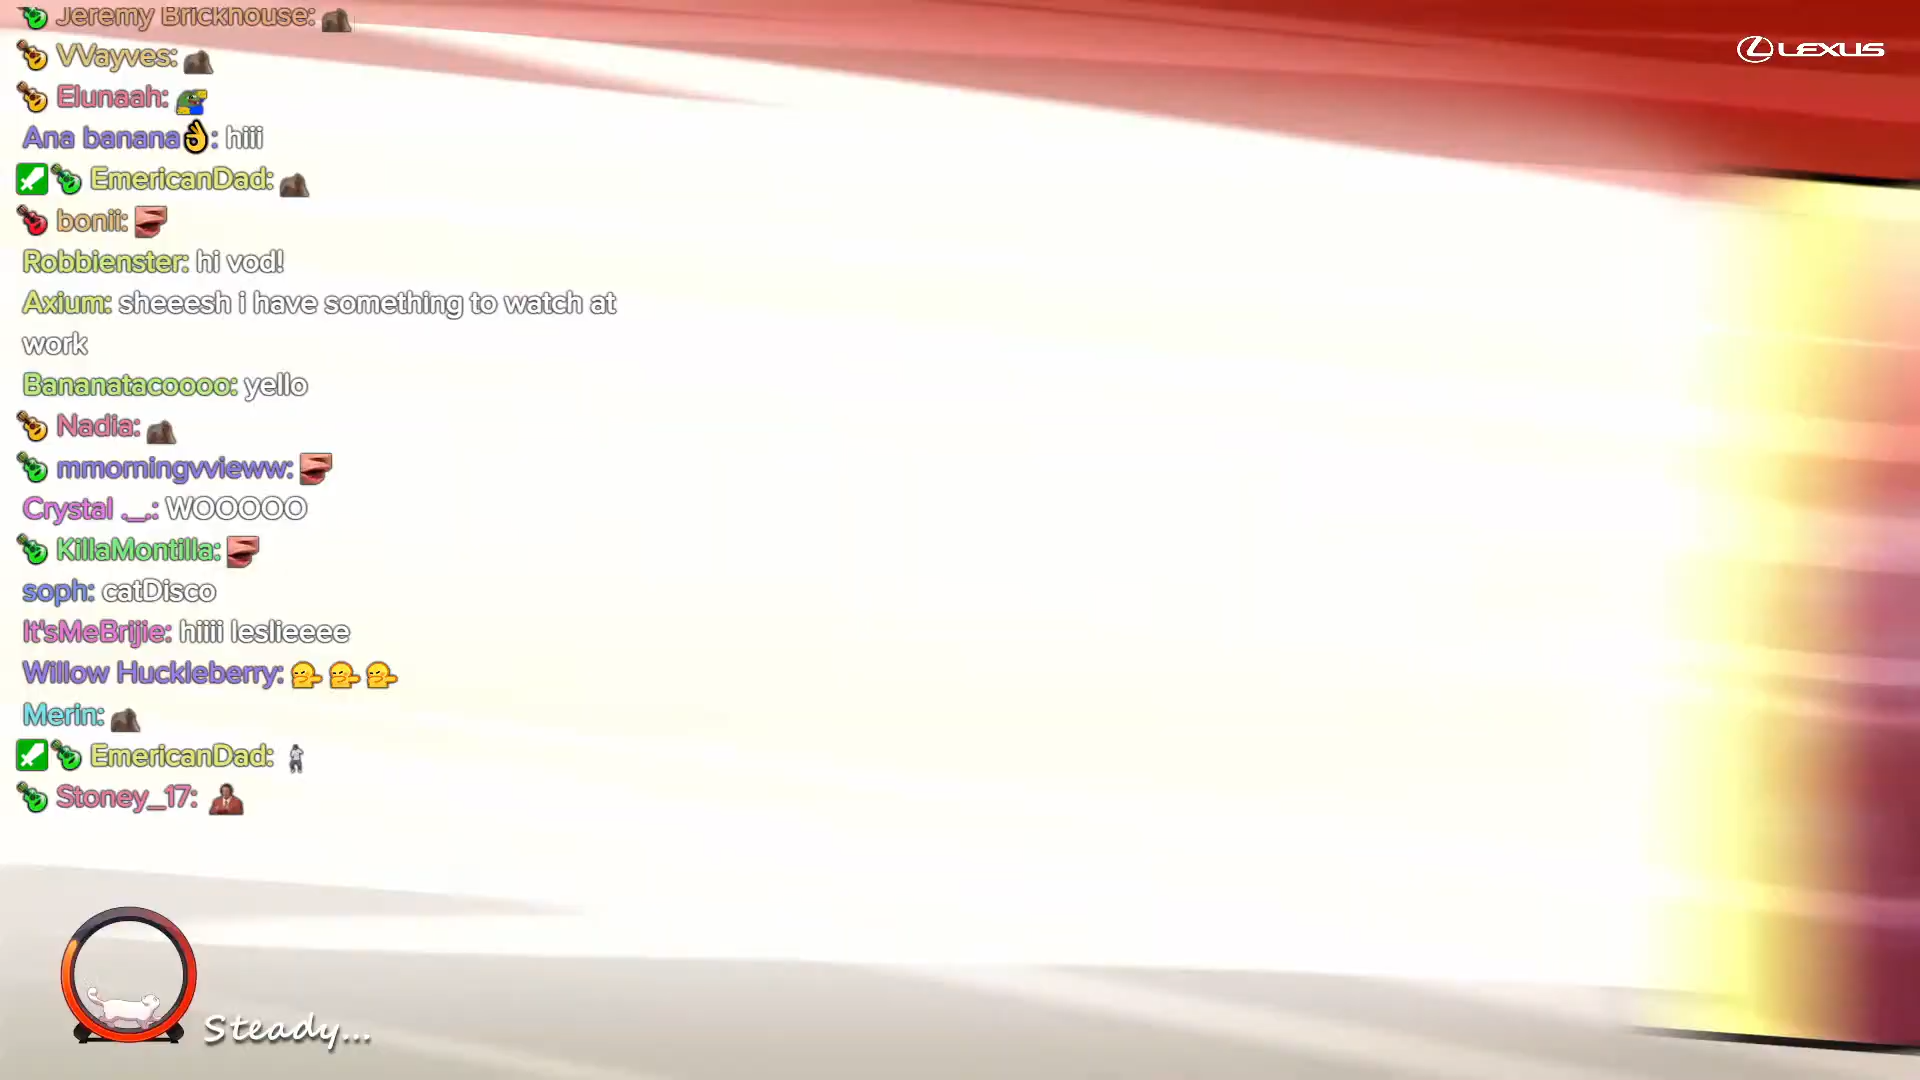 Jeremy Brickhouse:
VVayves:
LEXUS
Elunaah:
Ana banana👌: hiii
EmericanDad:
bonii:
Robbienster: hi vod!
Axium: sheeesh i have something to watch at
work
Bananatacoooo: yello
Nadia:
mmorningvvieww:
Crystal ._.: WOOOOO
KillaMontilla:
soph: catDisco
It'sMeBrijie: hiiii leslieeee
Willow Huckleberry:
Merin:
EmericanDad:
Stoney_17:
Steady...